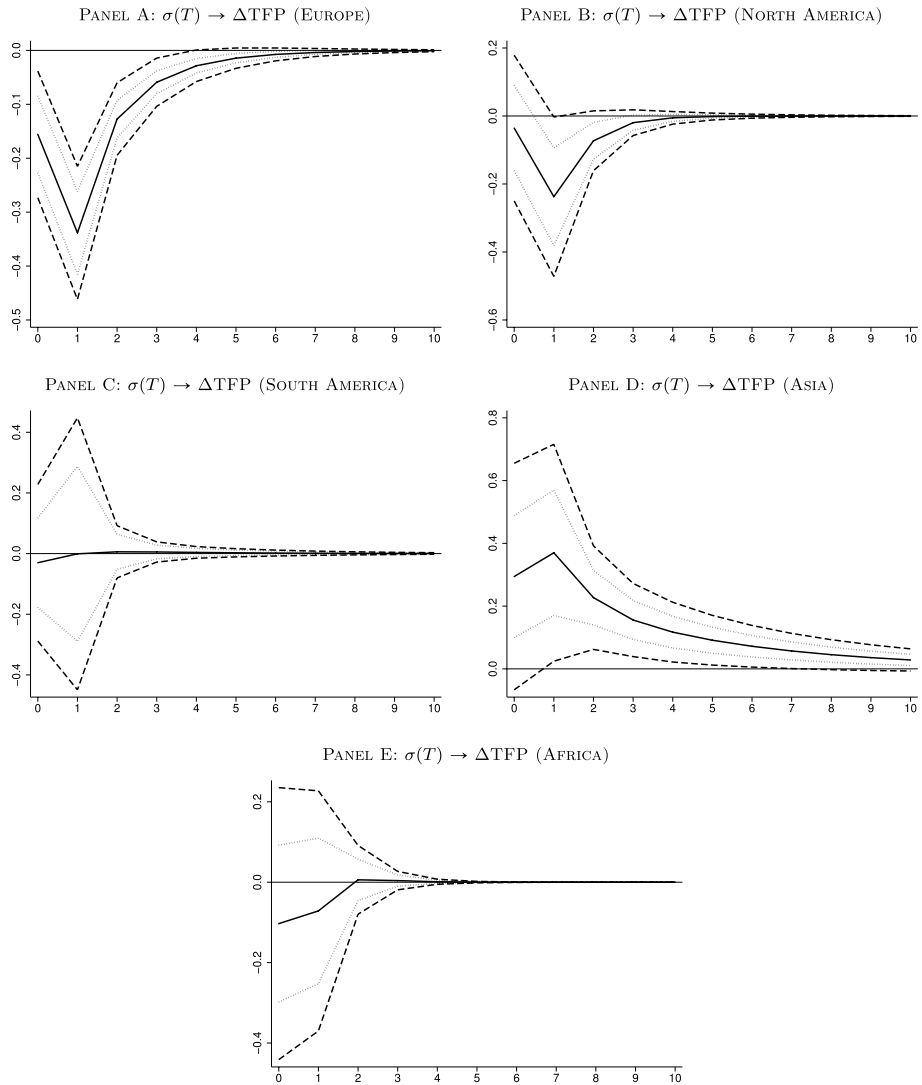 PANEL A: σ(T) → ΔTFP (EUROPE)
0.0
−0.1
−0.2
−0.3
−0.4
−0.5
0 1 2 3 4 5 6 7 8 9 10
PANEL B: σ(T) → ΔTFP (NORTH AMERICA)
0.2
0.0
−0.2
−0.4
−0.6
0 1 2 3 4 5 6 7 8 9 10
PANEL C: σ(T) → ΔTFP (SOUTH AMERICA)
0.4
0.2
0.0
−0.2
−0.4
0 1 2 3 4 5 6 7 8 9 10
PANEL D: σ(T) → ΔTFP (ASIA)
0.8
0.6
0.4
0.2
0.0
0 1 2 3 4 5 6 7 8 9 10
PANEL E: σ(T) → ΔTFP (AFRICA)
0.2
0.0
−0.2
−0.4
0 1 2 3 4 5 6 7 8 9 10